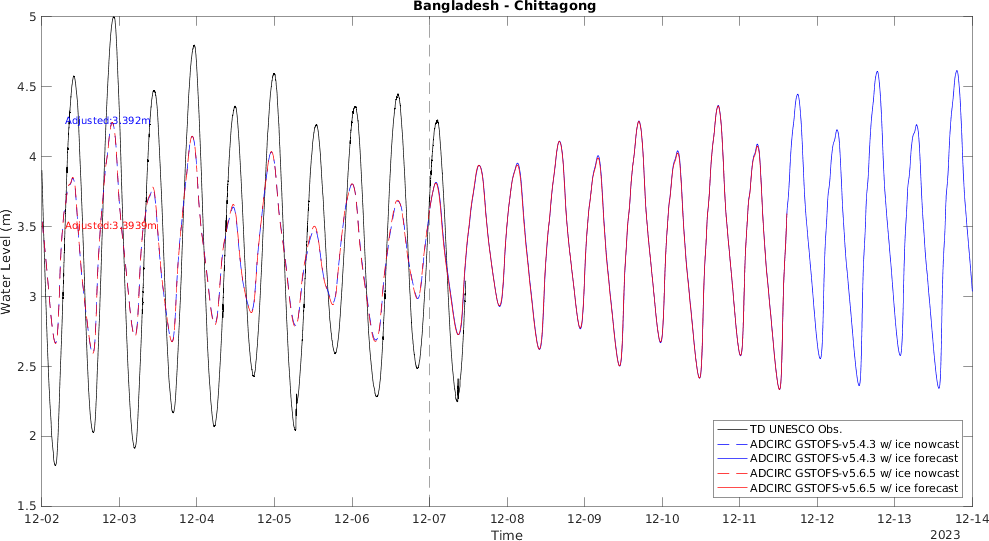 Bangladesh - Chittagong
5
4.5
4
3.5
3
2.5
2
1.5
Water Level (m)
Adjusted:3.392m
Adjusted:3.3939m
TD UNESCO Obs.
ADCIRC GSTOFS-v5.4.3 w/ ice nowcast
ADCIRC GSTOFS-v5.4.3 w/ ice forecast
ADCIRC GSTOFS-v5.6.5 w/ ice nowcast
ADCIRC GSTOFS-v5.6.5 w/ ice forecast
12-02 12-03 12-04 12-05 12-06 12-07 12-08 12-09 12-10 12-11 12-12 12-13 12-14
Time
2023